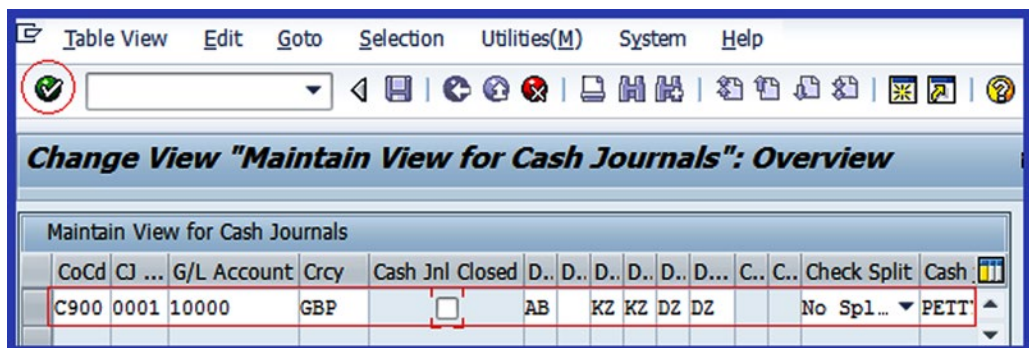 Table View Edit Goto Selection Utilities(M) System Help
Change View "Maintain View for Cash Journals": Overview
Maintain View for Cash Journals
CoCd CJ ... G/L Account Crcy Cash Jnl Closed D.. D.. D.. D.. D.. D... C.. C.. Check Split Cash
C900 0001 10000 GBP AB KZ KZ DZ DZ No Spl... PETT